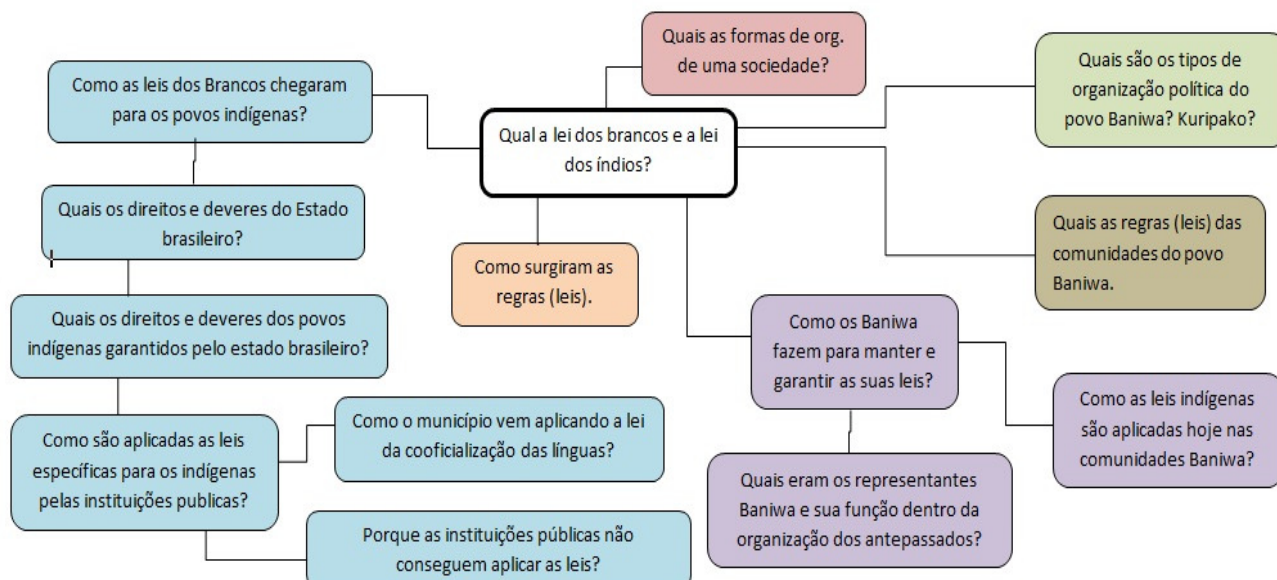 Quais as formas de org.
de uma sociedade?
Como as leis dos Brancos chegaram
para os povos indígenas?
Quais são os tipos de
organização política do
povo Baniwa? Kuripako?
Qual a lei dos brancos e a lei
dos índios?
Quais os direitos e deveres do Estado
brasileiro?
Quais as regras (leis) das
comunidades do povo
Baniwa.
Como surgiram as
regras (leis).
Quais os direitos e deveres dos povos
indígenas garantidos pelo estado brasileiro?
Como os Baniwa
fazem para manter e
garantir as suas leis?
Como as leis indígenas
são aplicadas hoje nas
comunidades Baniwa?
Como são aplicadas as leis
específicas para os indígenas
pelas instituições publicas?
Como o município vem aplicando a lei
da cooficialização das línguas?
Quais eram os representantes
Baniwa e sua função dentro da
organização dos antepassados?
Porque as instituições públicas não
conseguem aplicar as leis?